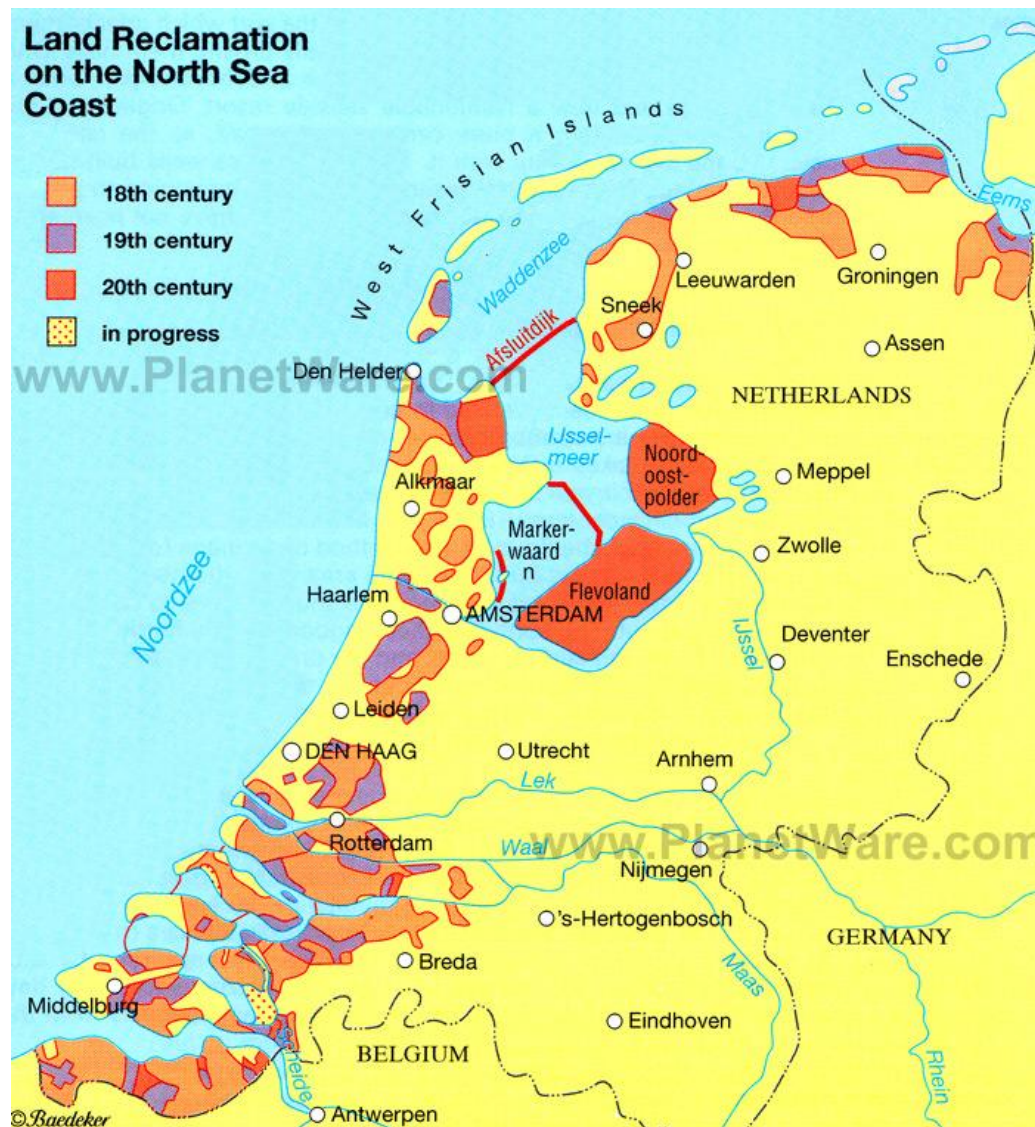 Land Reclamation
on the North Sea
Coast
18th century
19th century
20th century
in progress
West Frisian Islands
Waddenzee
Eems
Leeuwarden
Groningen
Sneek
Afsluitdijk
Assen
www.PlanetWare.com
Den Helder
NETHERLANDS
IJssel-
meer
Noord-
oost-
polder
Meppel
Alkmaar
Marker-
waard
n
Zwolle
Noordzee
Haarlem
AMSTERDAM
Flevoland
IJssel
Deventer
Enschede
Leiden
DEN HAAG
Utrecht
Arnhem
Lek
Rotterdam
Waal
www.PlanetWare.com
Nijmegen
's-Hertogenbosch
GERMANY
Breda
Maas
Middelburg
Eindhoven
BELGIUM
Schelde
Rhein
Antwerpen
©Baedeker